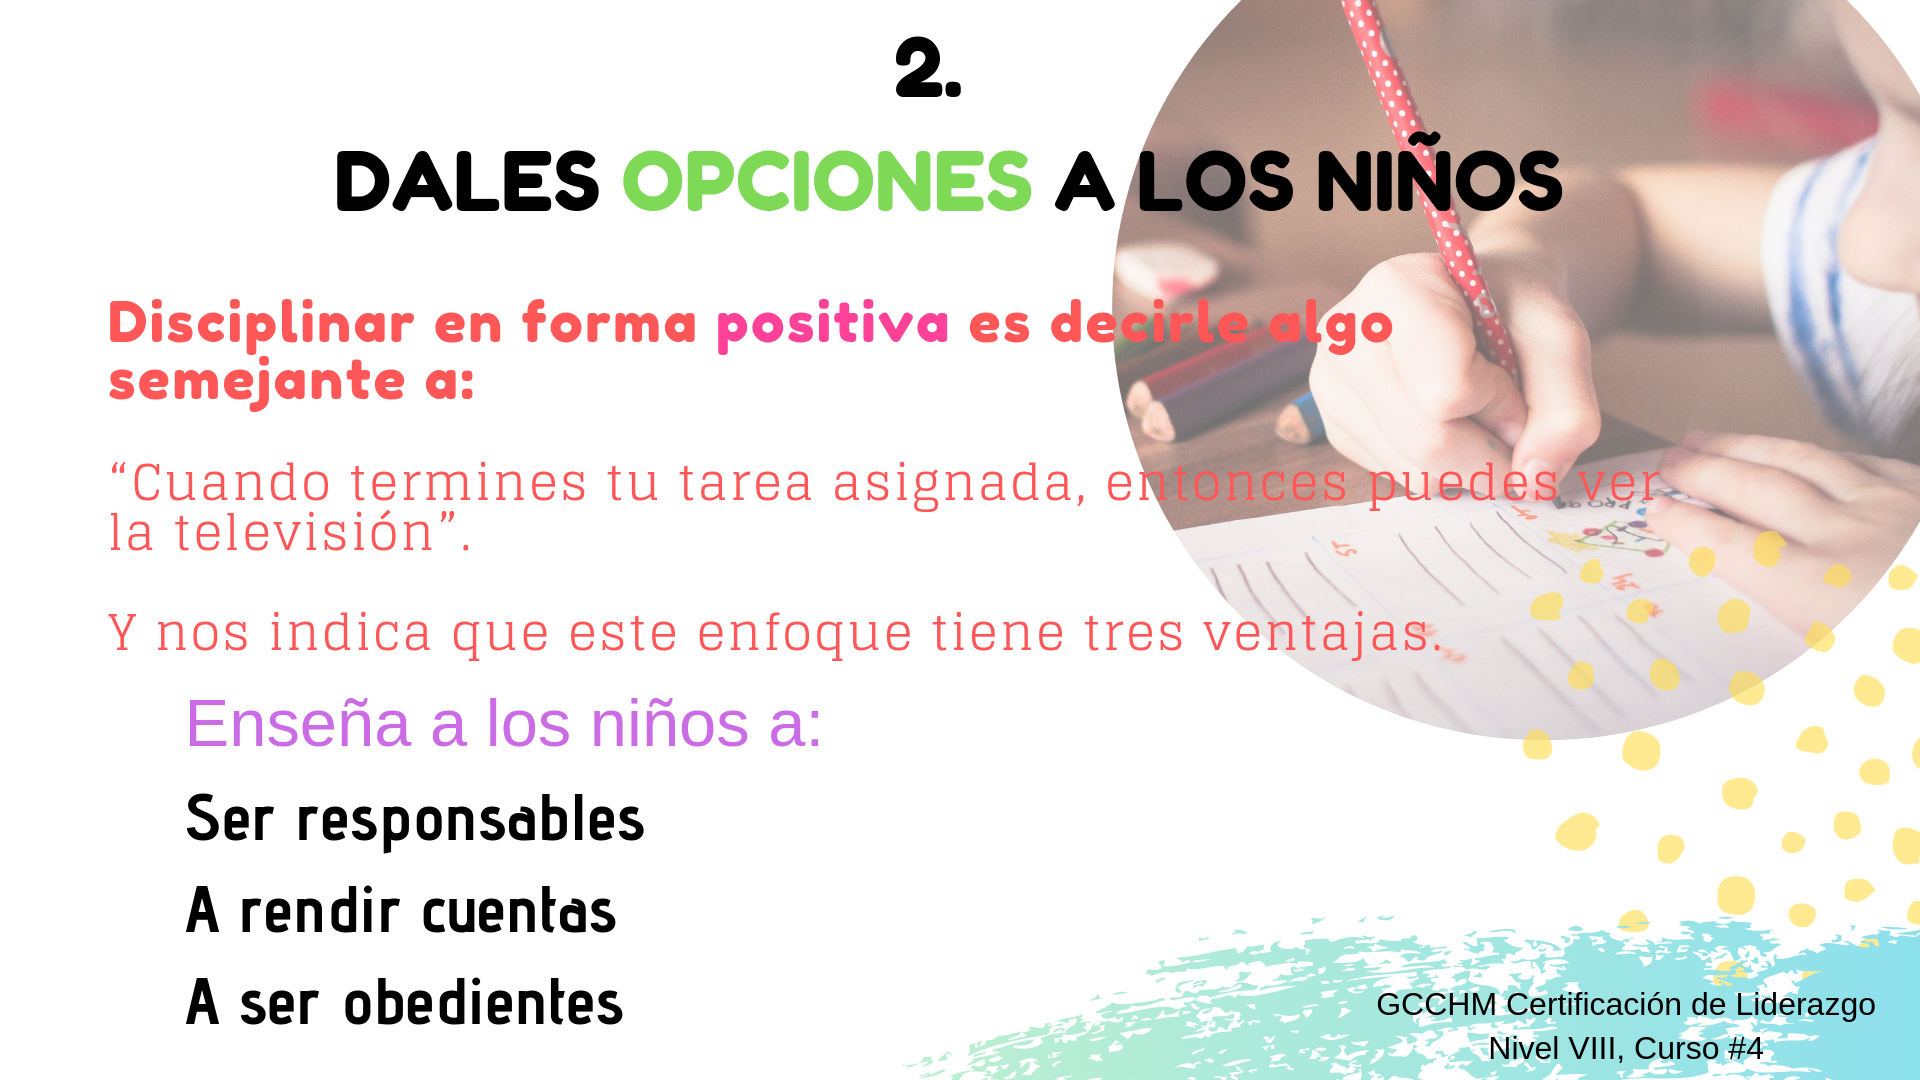 2.
DALES OPCIONES A LOS NIÑOS
Disciplinar en forma positiva es decirle algo
semejante a:
“Cuando termines tu tarea asignada, entonces puedes ver
la televisión”.
Y nos indica que este enfoque tiene tres ventajas.
Enseña a los niños a:
Ser responsables
A rendir cuentas
A ser obedientes
GCCHM Certificación de Liderazgo
Nivel VIII, Curso #4